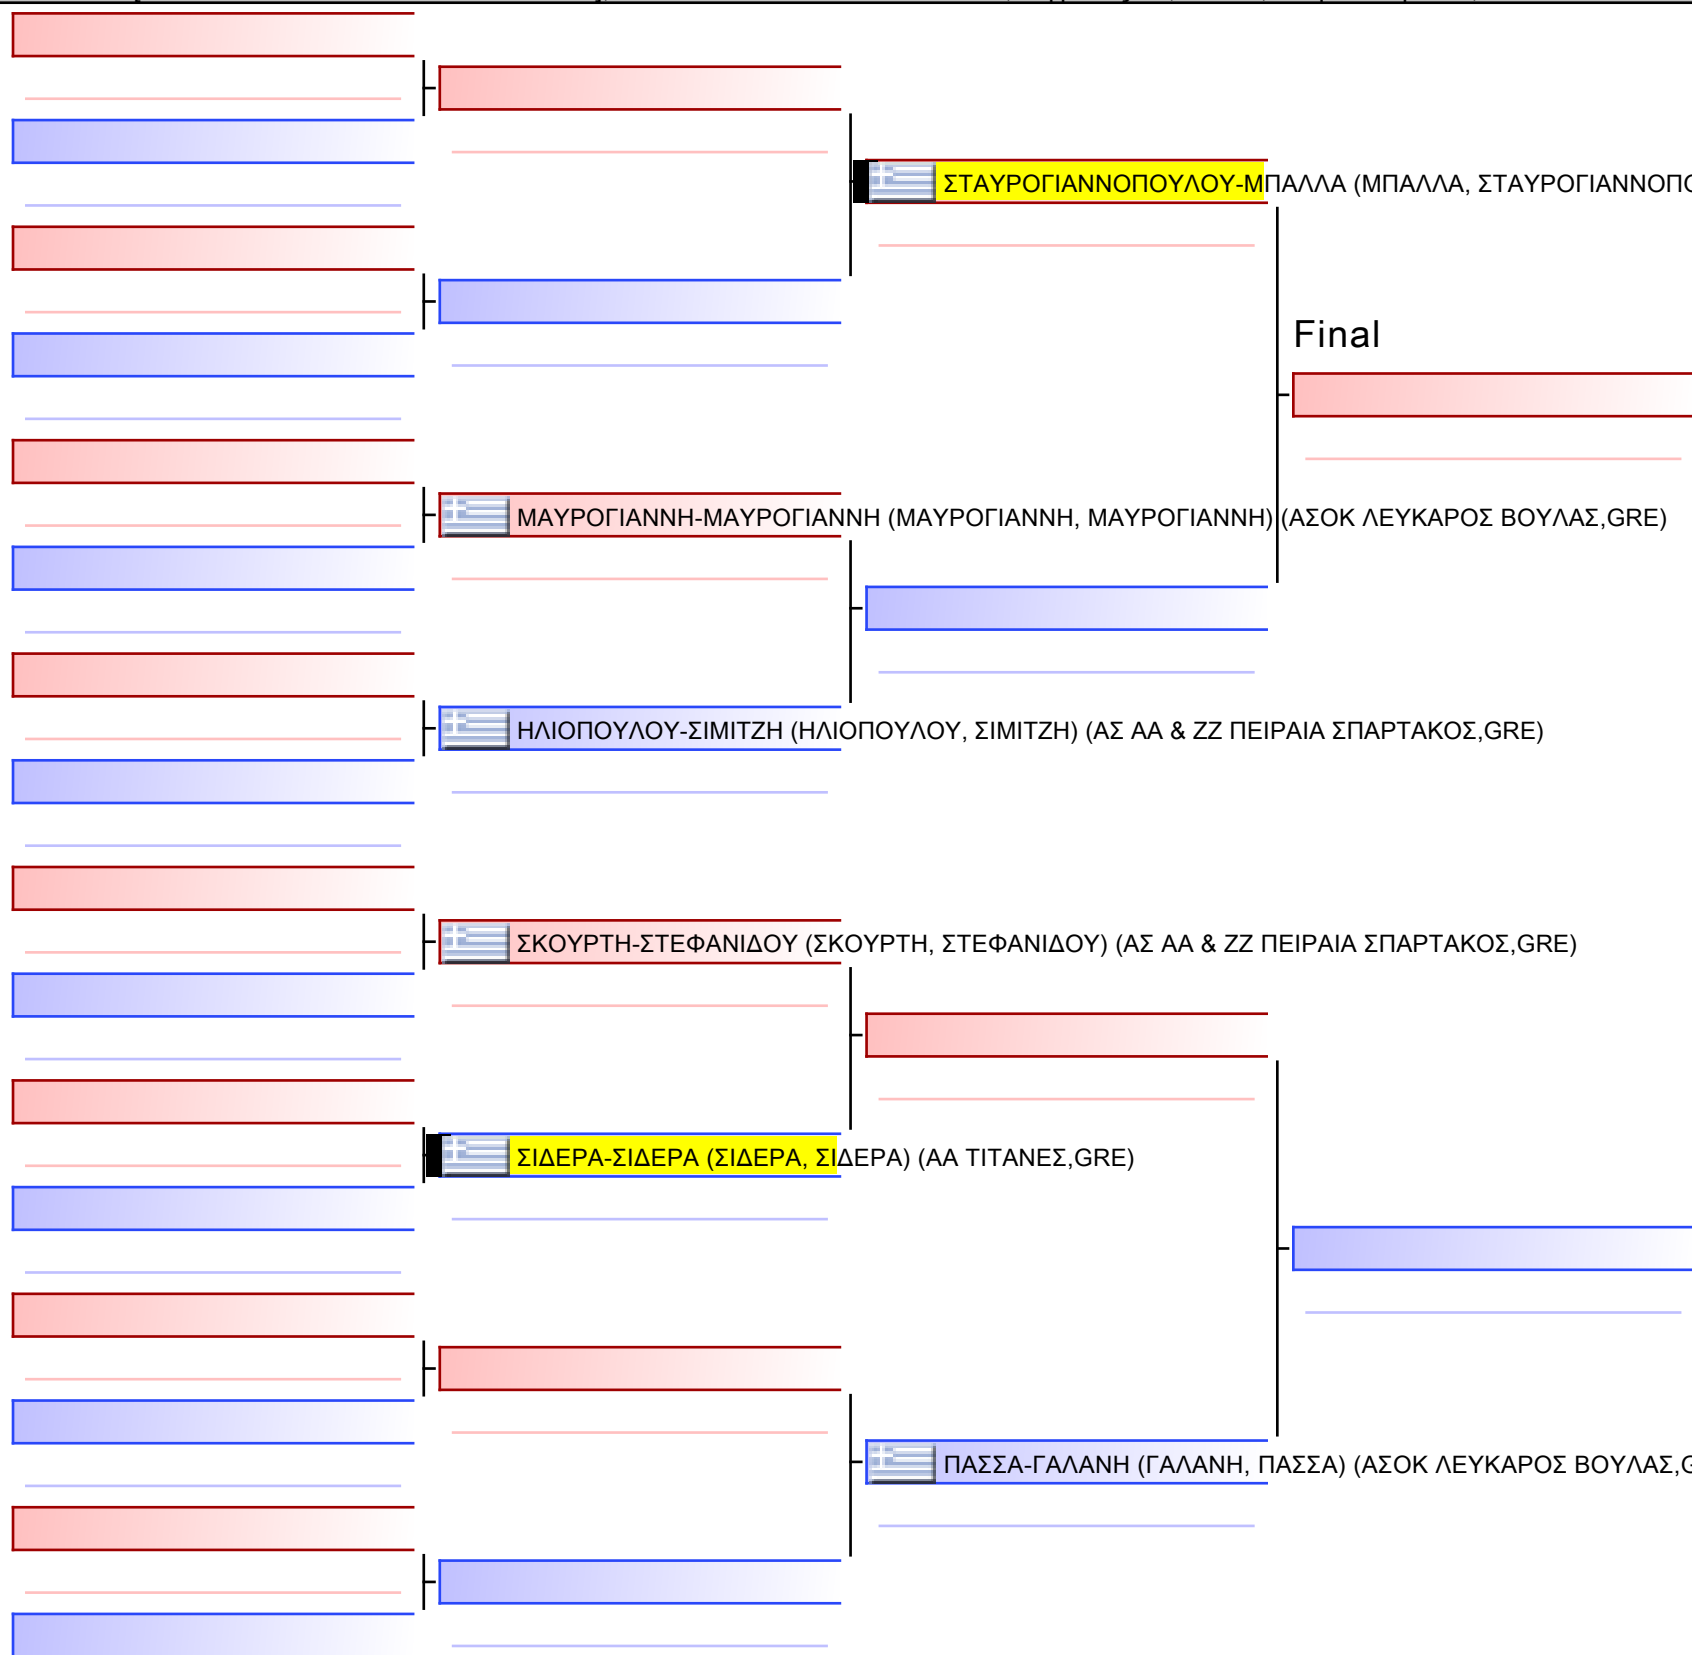 ΣΤΑΥΡΟΓΙΑΝΝΟΠΟΥΛΟΥ-ΜΠΑΛΛΑ (ΜΠΑΛΛΑ,
Final
ΜΑΥΡΟΓΙΑΝΝΗ-ΜΑΥΡΟΓΙΑΝΝΗ (ΜΑΥΡΟΓΙΑΝΝΗ, ΜΑΥΡΟΓΙΑΝΝΗ) (ΑΣΟΚ ΛΕΥΚΑΡΟΣ ΒΟΥΛΑΣ,GRE)
ΗΛΙΟΠΟΥΛΟΥ-ΣΙΜΙΤΖΗ (ΗΛΙΟΠΟΥΛΟΥ, ΣΙΜΙΤΖΗ) (ΑΣ ΑΑ & ΖΖ ΠΕΙΡΑΙΑ ΣΠΑΡΤΑΚΟΣ,GRE)
ΣΚΟΥΡΤΗ-ΣΤΕΦΑΝΙΔΟΥ (ΣΚΟΥΡΤΗ, ΣΤΕΦΑΝΙΔΟΥ) (ΑΣ ΑΑ & ΖΖ ΠΕΙΡΑΙΑ ΣΠΑΡΤΑΚΟΣ,GRE)
ΣΙΔΕΡΑ-ΣΙΔΕΡΑ (ΣΙΔΕΡΑ, ΣΙΔΕΡΑ) (ΑΑ ΤΙΤΑΝΕΣ,GRE)
ΠΑΣΣΑ-ΓΑΛΑΝΗ (ΓΑΛΑΝΗ, ΠΑΣΣΑ) (ΑΣΟΚ ΛΕΥΚΑΡΟΣ ΒΟΥΛΑΣ,